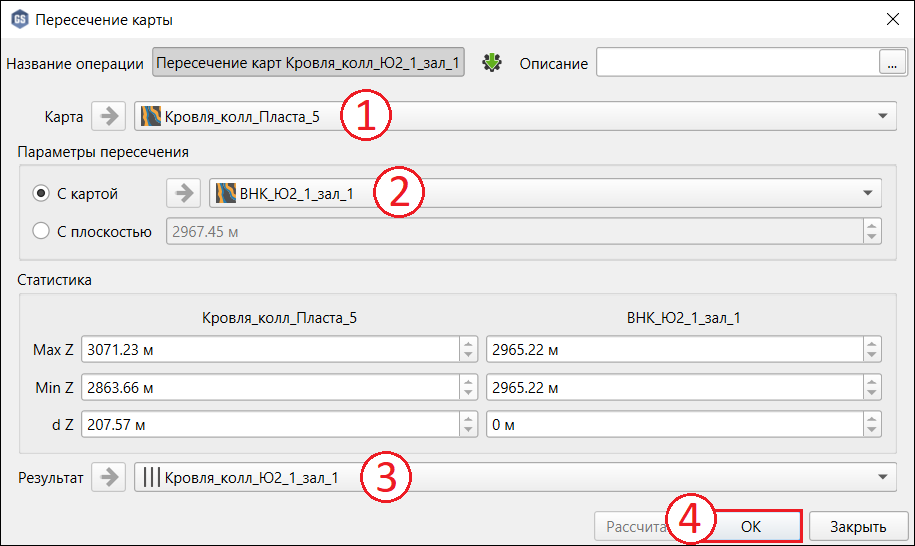 GS Пересечение карты
Название операции Пересечение карт Кровля_колл_Ю2_1_зал_1 Описание ...
Карта Кровля_колл_Пласта_5 1
Параметры пересечения
С картой ВНК_Ю2_1_зал_1 2
С плоскостью 2967.45 м
Статистика
Кровля_колл_Пласта_5 ВНК_Ю2_1_зал_1
Max Z 3071.23 м 2965.22 м
Min Z 2863.66 м 2965.22 м
d Z 207.57 м 0 м
Результат Кровля_колл_Ю2_1_зал_1 3
Рассчита 4 ОК Закрыть